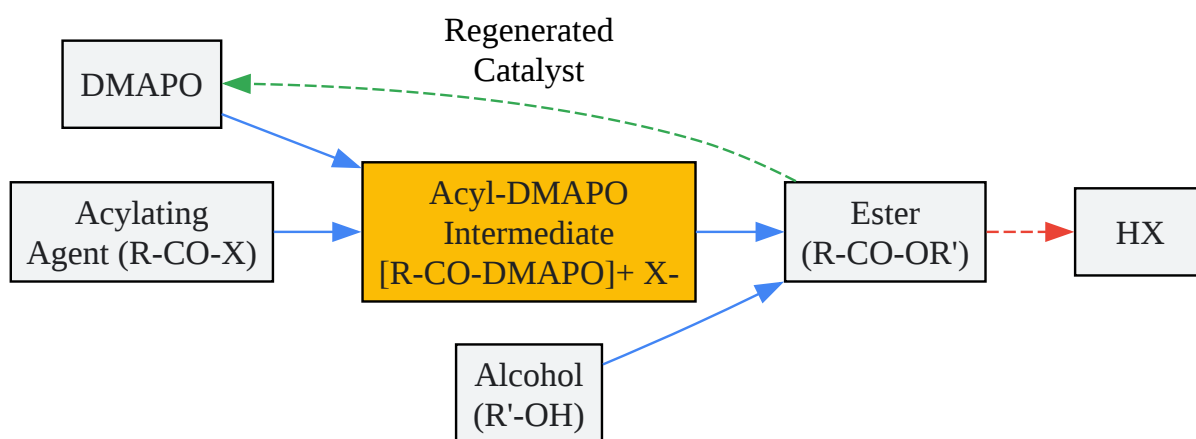 Regenerated
Catalyst
DMAPO
Acylating
Agent (R-CO-X)
Acyl-DMAPO
Intermediate
[R-CO-DMAPO]+ X-
Ester
(R-CO-OR')
HX
Alcohol
(R'-OH)